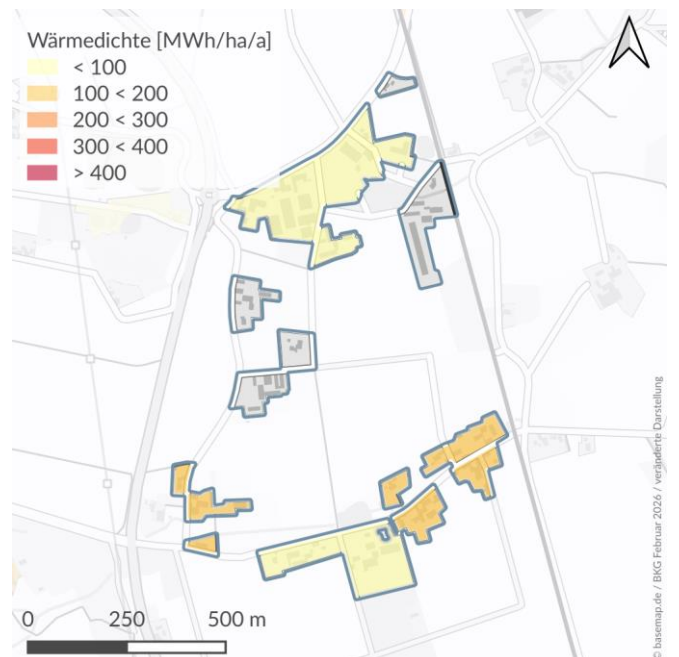 Wärmedichte [MWh/ha/a]
< 100
100 < 200
200 < 300
300 < 400
> 400
© basemap.de / BKG Februar 2026 / veränderte Darstellung
0 250 500 m